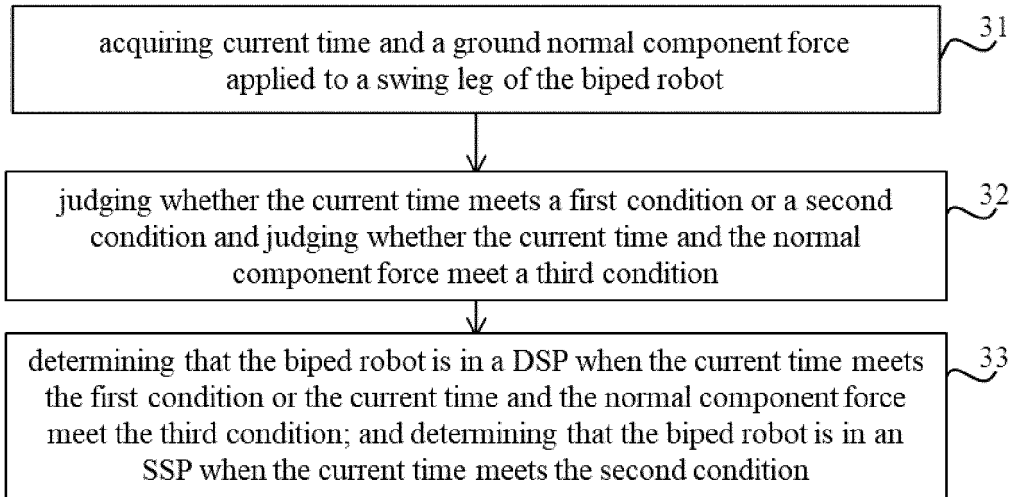 acquiring current time and a ground normal component force
applied to a swing leg of the biped robot
31
judging whether the current time meets a first condition or a second
condition and judging whether the current time and the normal
component force meet a third condition
32
determining that the biped robot is in a DSP when the current time meets
the first condition or the current time and the normal component force
meet the third condition; and determining that the biped robot is in an
SSP when the current time meets the second condition
33